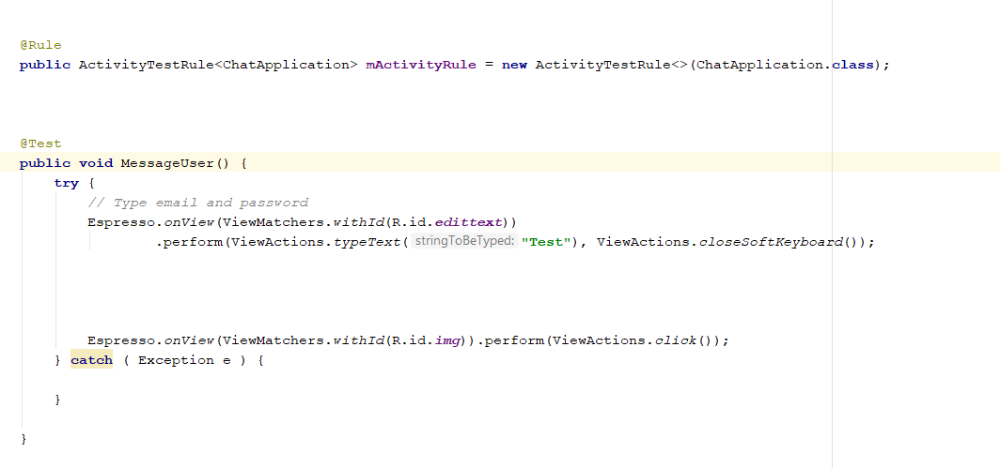 @Rule
public ActivityTestRule<ChatApplication> mActivityRule = new ActivityTestRule<>(ChatApplication.class);
@Test
public void MessageUser() {
try {
// Type email and password
Espresso.onView(ViewMatchers.withId(R.id.edittext))
.perform(ViewActions.typeText( stringToBeTyped: "Test"), ViewActions.closeSoftKeyboard());
Espresso.onView(ViewMatchers.withId(R.id.img)).perform(ViewActions.click());
} catch ( Exception e ) {
}
}